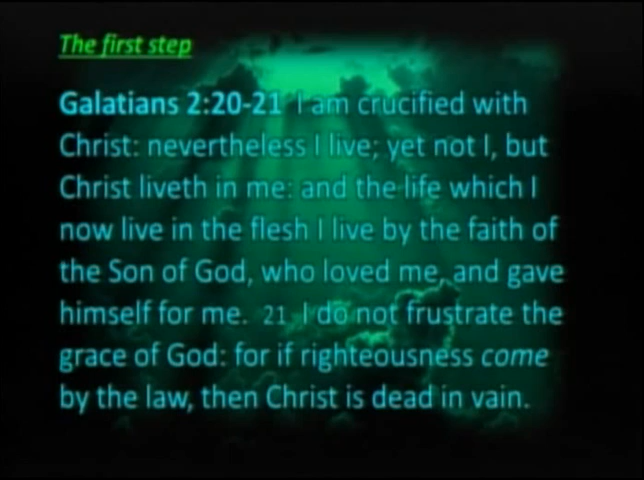 The first step
Galatians 2:20-21 I am crucified with
Christ: nevertheless I live; yet not I, but
Christ liveth in me: and the life which I
now live in the flesh I live by the faith of
the Son of God, who loved me, and gave
himself for me. 21 I do not frustrate the
grace of God: for if righteousness come
by the law, then Christ is dead in vain.